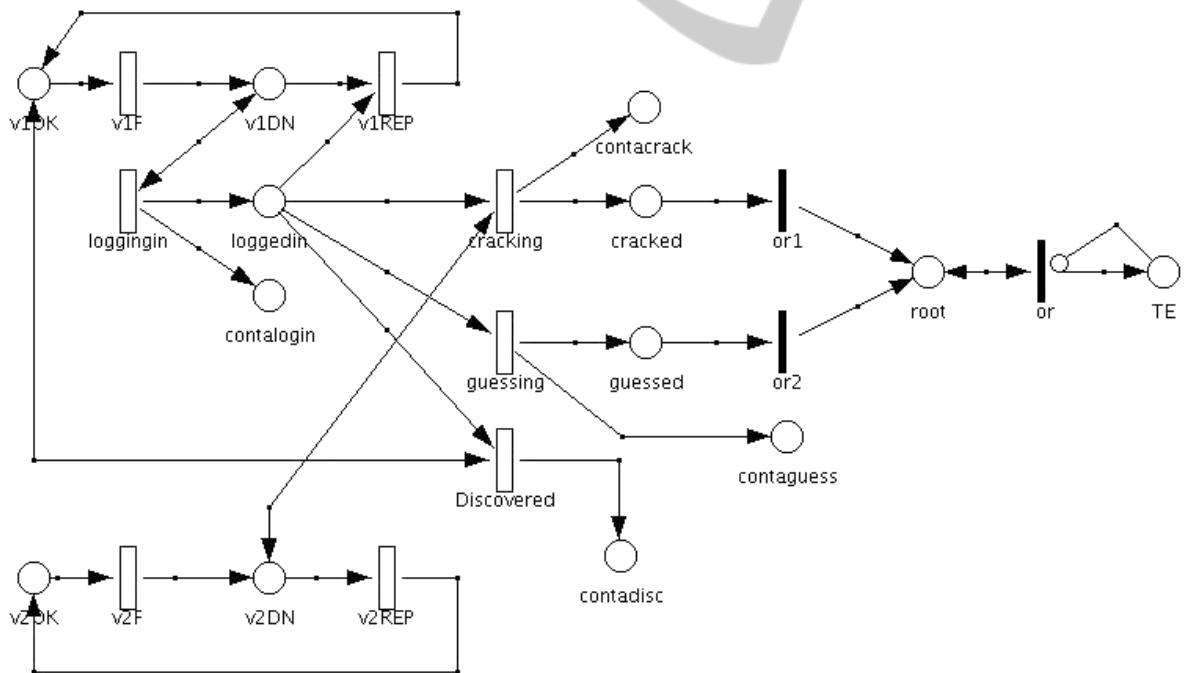 v1OK v1F v1DN v1REP
contacrack
loggingin loggedin cracking cracked or1
contalogin
root or TE
guessing guessed or2
contaguess
Discovered
contadisc
v2OK v2F v2DN v2REP